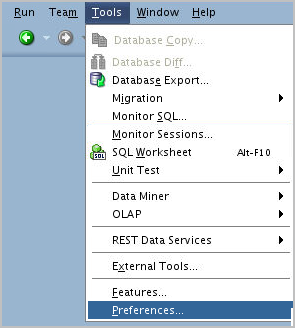 Run Team Tools Window Help
Database Copy...
Database Diff...
Database Export...
Migration
Monitor SQL...
Monitor Sessions...
SQL Worksheet Alt-F10
Unit Test
Data Miner
OLAP
REST Data Services
External Tools...
Features...
Preferences...